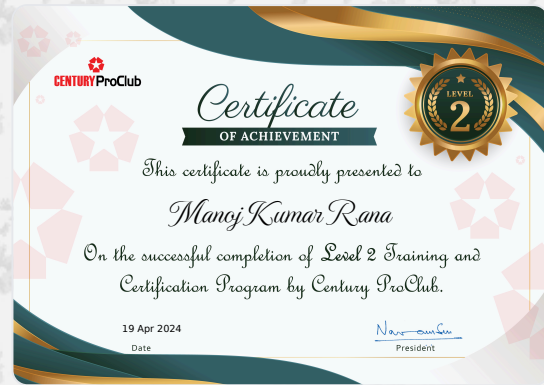 CENTURY ProClub
Certificate
OF ACHIEVEMENT
LEVEL
2
This certificate is proudly presented to
Manoj Kumar Rana
On the successful completion of Level 2 Training and
Certification Program by Century ProClub.
19 Apr 2024
Date
President